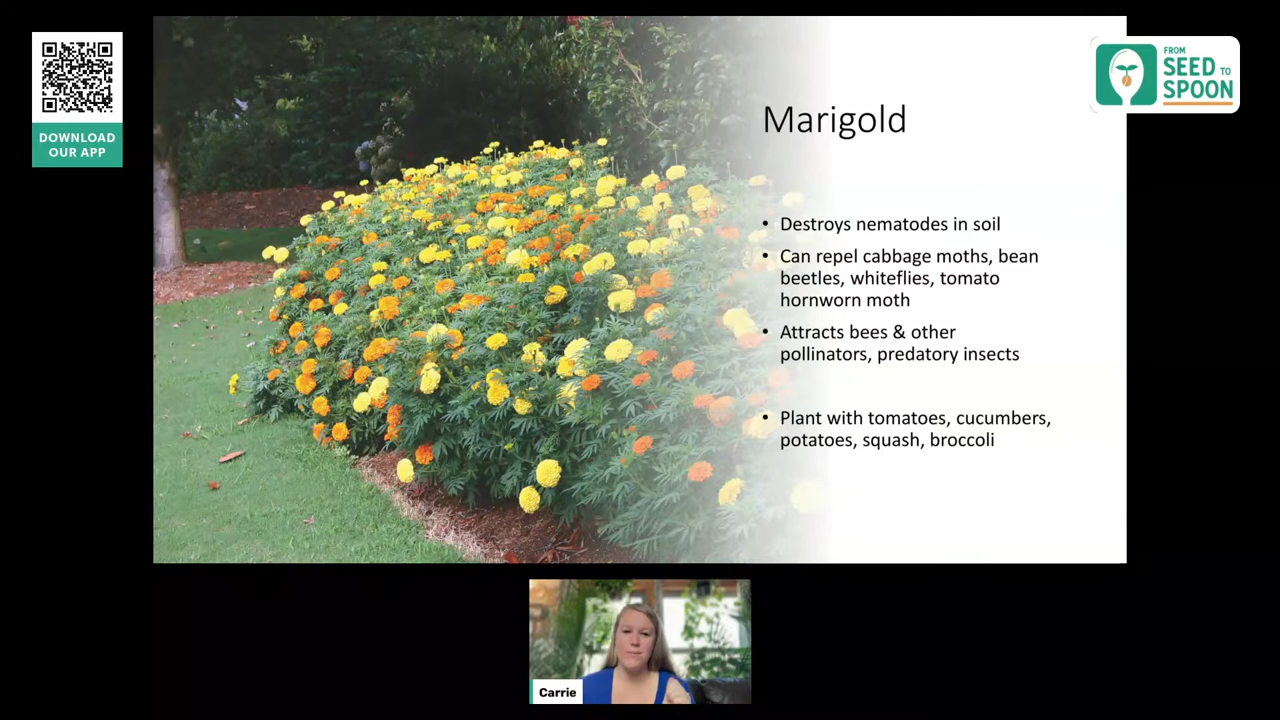 DOWNLOAD
OUR APP
FROM
SEED TO
SPOON
Marigold
• Destroys nematodes in soil
• Can repel cabbage moths, bean
beetles, whiteflies, tomato
hornworn moth
• Attracts bees & other
pollinators, predatory insects
• Plant with tomatoes, cucumbers,
potatoes, squash, broccoli
Carrie